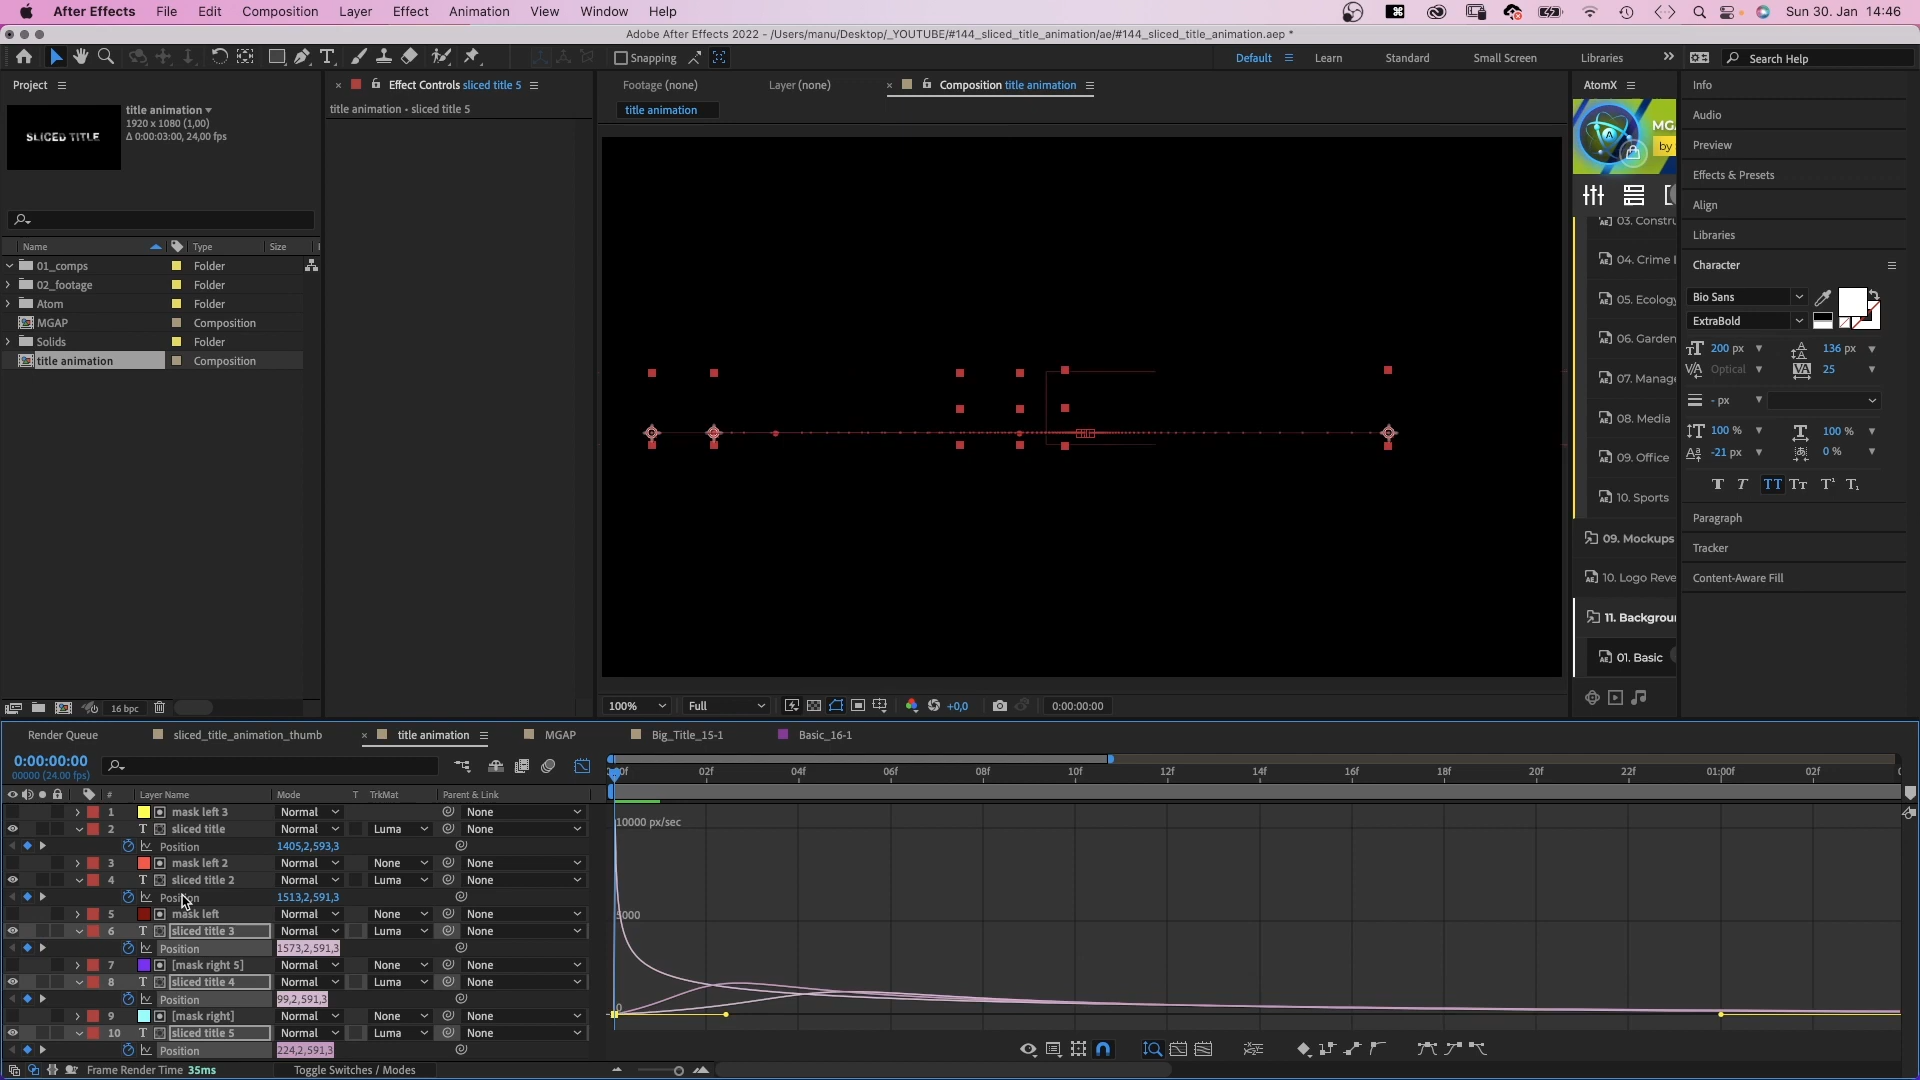 After Effects File Edit Composition Layer Effect Animation View Window Help Sun 30. Jan 14:46
Adobe After Effects 2022 - /Users/manu/Desktop/_YOUTUBE/#144_sliced_title_animation/ae/#144_sliced_title_animation.aep *
Snapping Default Learn Standard Small Screen Libraries Search Help
Project
title animation
1920 x 1080 (1,00)
Δ 0:00:03:00, 24,00 fps
SLICED TITLE
Name Type Size
01_comps Folder
02_footage Folder
Atom Folder
MGAP Composition
Solids Folder
title animation Composition
16 bpc
Effect Controls sliced title 5
title animation • sliced title 5
Footage (none) Layer (none) Composition title animation
title animation
100% Full +0,0 0:00:00:00
AtomX
MG
by
03. Constru
04. Crime
05. Ecology
06. Garden
07. Manage
08. Media
09. Office
10. Sports
09. Mockups
10. Logo Reve
11. Backgrou
01. Basic
Info
Audio
Preview
Effects & Presets
Align
Libraries
Character
Bio Sans
ExtraBold
200 px 136 px
Optical 25
- px
100 % 100 %
-21 px 0 %
T T TT Tт T¹ T₁
Paragraph
Tracker
Content-Aware Fill
Render Queue sliced_title_animation_thumb title animation MGAP Big_Title_15-1 Basic_16-1
0:00:00:00
00000 (24.00 fps)
# Layer Name Mode T TrkMat Parent & Link
1 mask left 3 Normal None
2 sliced title Normal Luma None
Position 1405,2,593,3
3 mask left 2 Normal None None
4 sliced title 2 Normal Luma None
Position 1513,2,591,3
5 mask left Normal None None
6 sliced title 3 Normal Luma None
Position 1573,2,591,3
7 [mask right 5] Normal None None
8 sliced title 4 Normal Luma None
Position 99,2,591,3
9 [mask right] Normal None None
10 sliced title 5 Normal Luma None
Position 224,2,591,3
Frame Render Time 35ms Toggle Switches / Modes
02f 04f 06f 08f 10f 12f 14f 16f 18f 20f 22f 01:00f 02f
10000 px/sec
5000
0